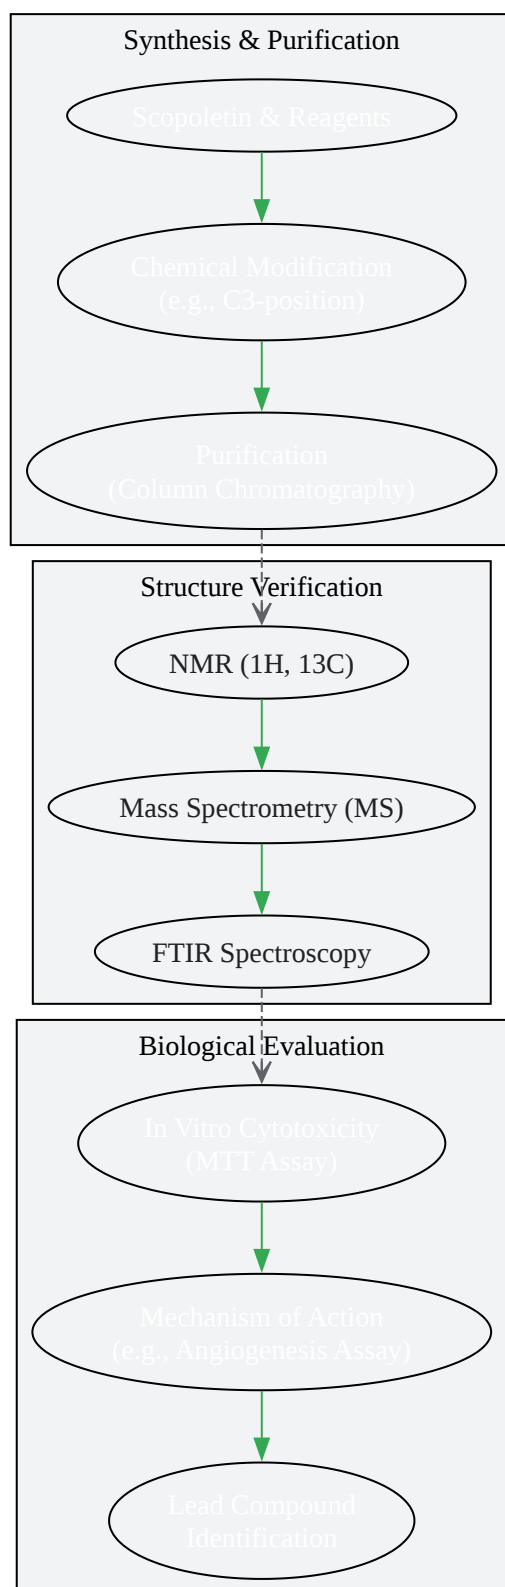 Synthesis & Purification
Scopoletin & Reagents
Chemical Modification
(e.g., C3-position)
Purification
(Column Chromatography)
Structure Verification
NMR (1H, 13C)
Mass Spectrometry (MS)
FTIR Spectroscopy
Biological Evaluation
In Vitro Cytotoxicity
(MTT Assay)
Mechanism of Action
(e.g., Angiogenesis Assay)
Lead Compound
Identification